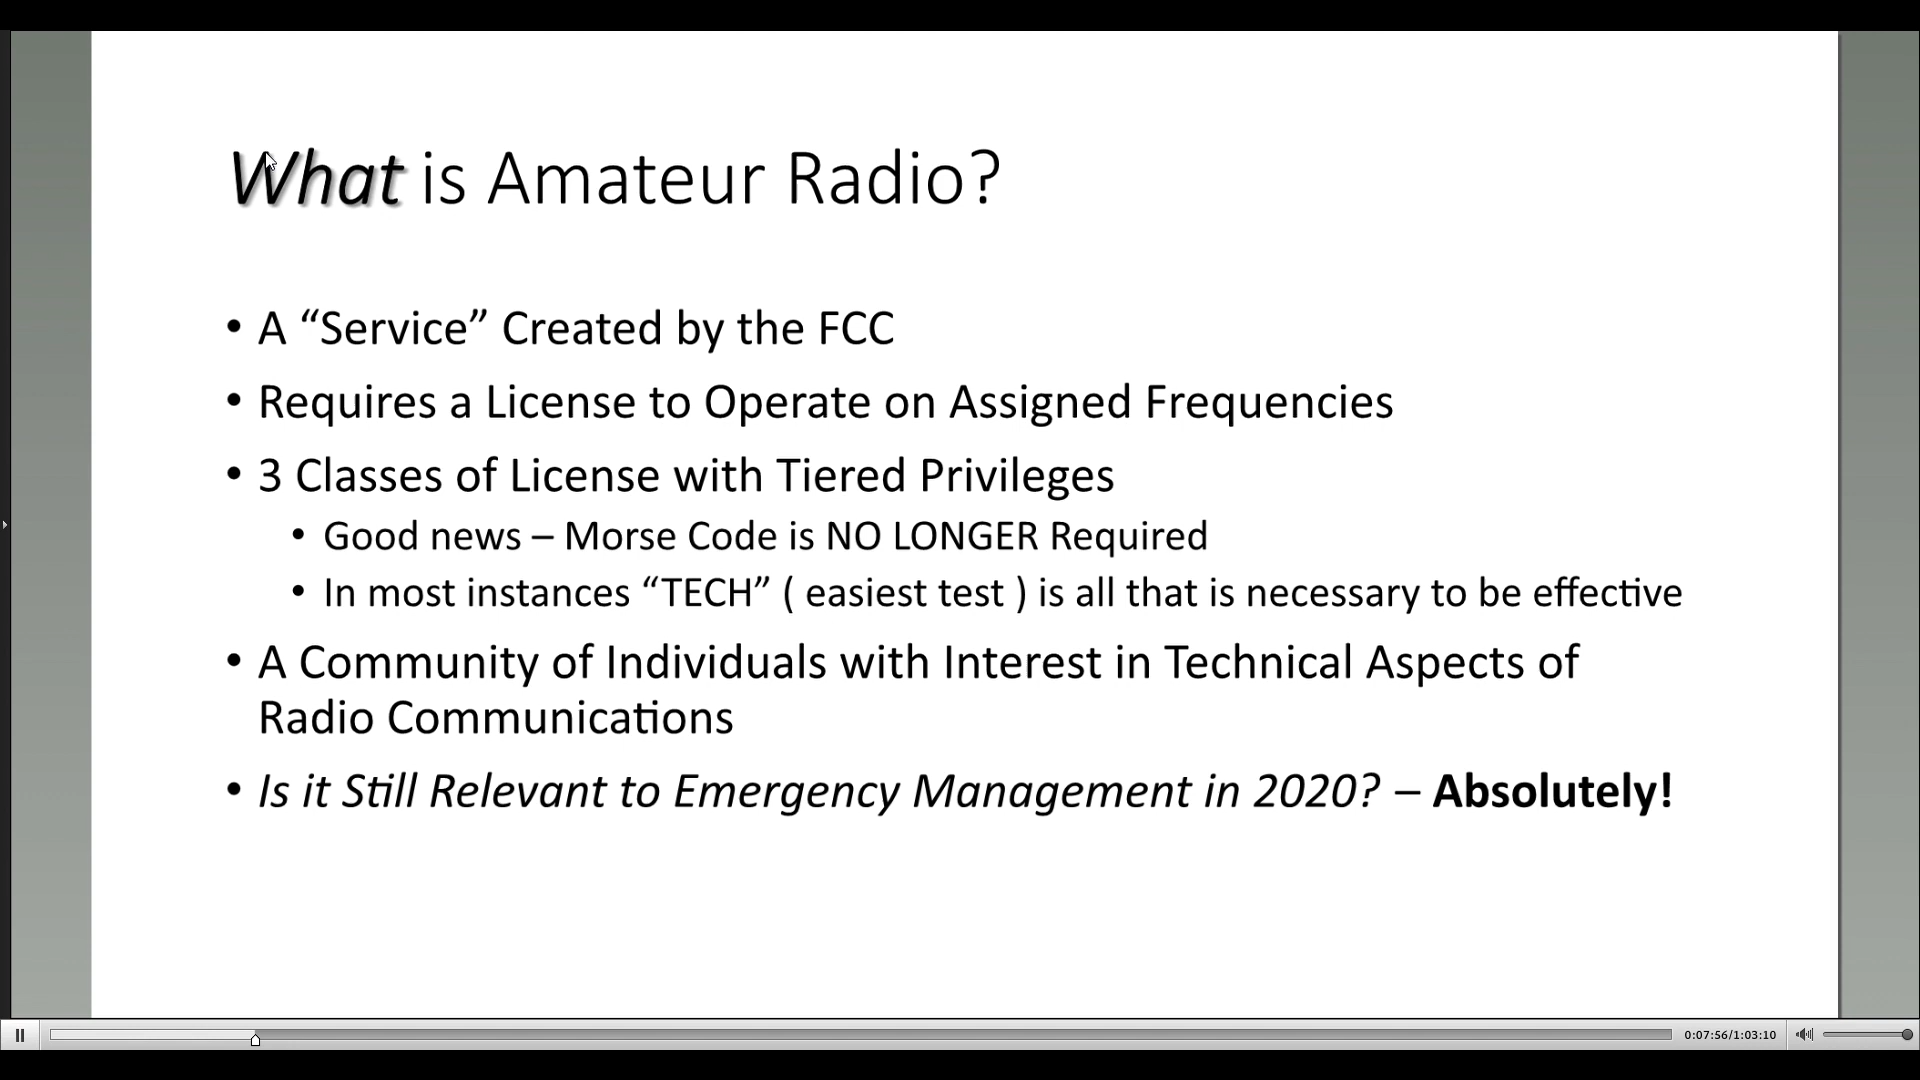 What is Amateur Radio?
• A “Service” Created by the FCC
• Requires a License to Operate on Assigned Frequencies
• 3 Classes of License with Tiered Privileges
• Good news – Morse Code is NO LONGER Required
• In most instances “TECH” ( easiest test ) is all that is necessary to be effective
• A Community of Individuals with Interest in Technical Aspects of
Radio Communications
• Is it Still Relevant to Emergency Management in 2020? – Absolutely!
0:07:56/1:03:10